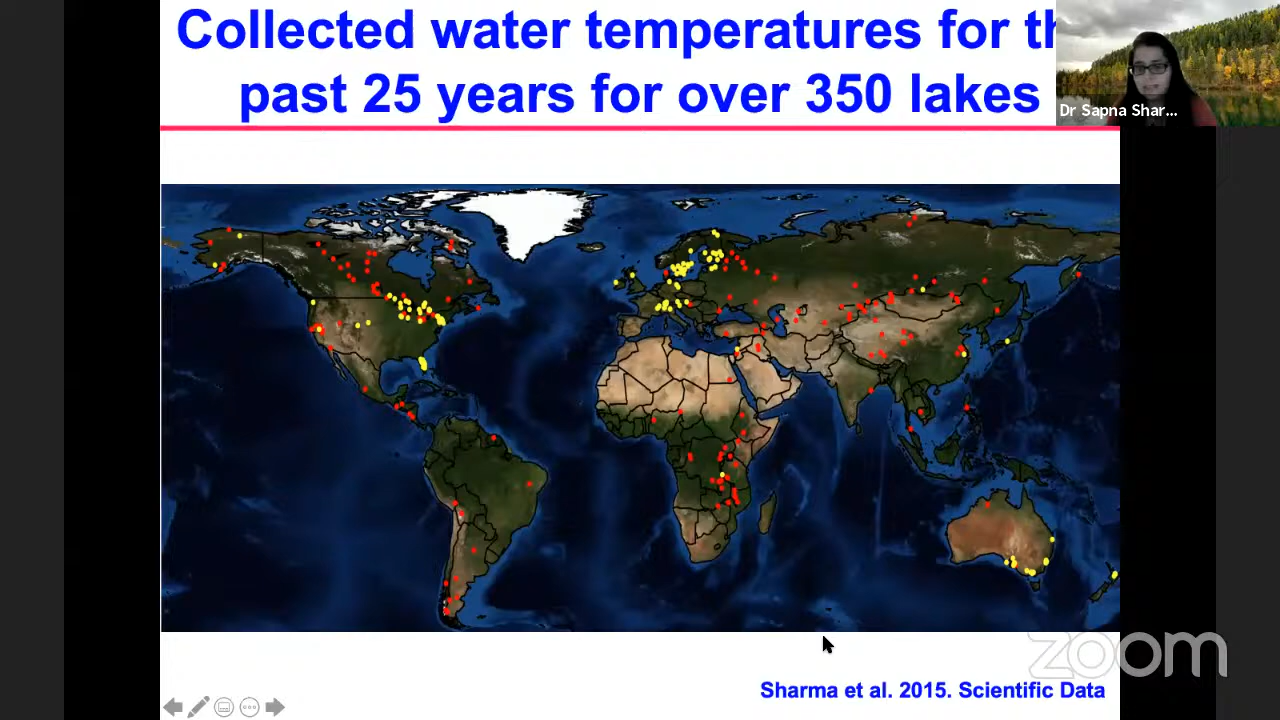 Collected water temperatures for th
past 25 years for over 350 lakes
Dr Sapna Shar...
zoom
Sharma et al. 2015. Scientific Data